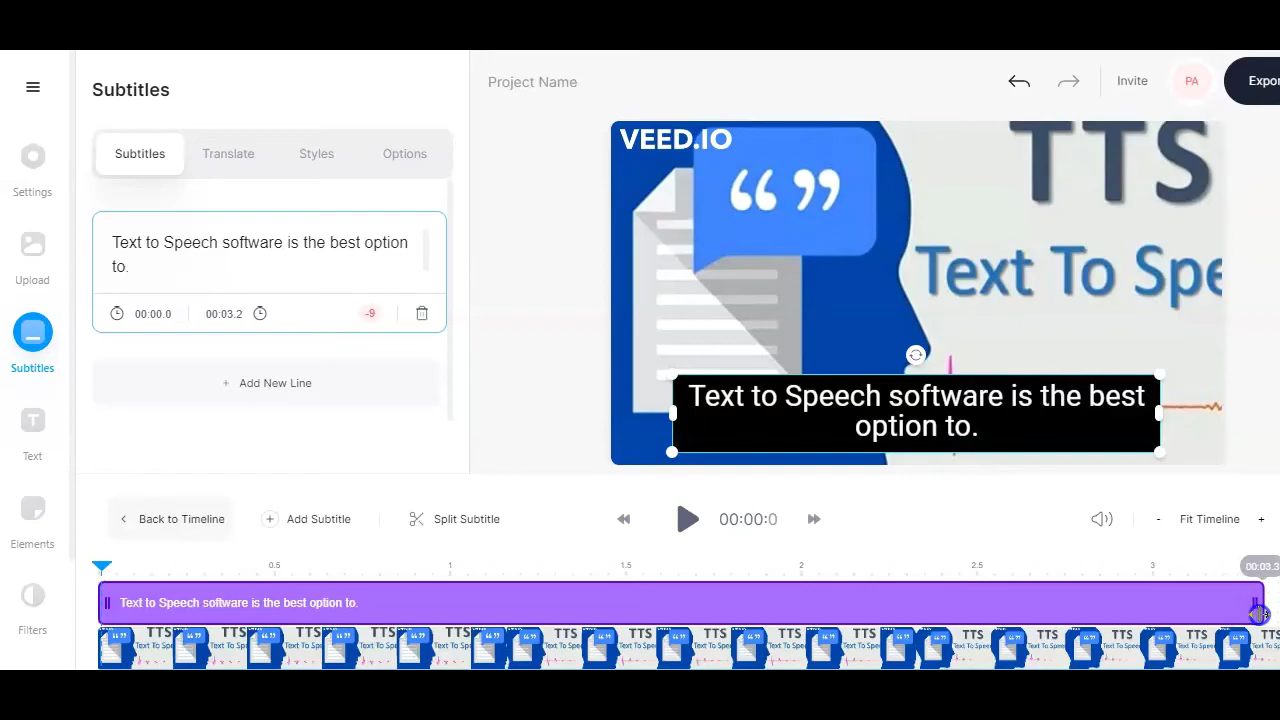 Subtitles
Project Name
Invite
PA
Expor
Subtitles
Translate
Styles
Options
Settings
Upload
Subtitles
Text
Elements
Filters
Text to Speech software is the best option
to.
00:00.0
00:03.2
-9
+ Add New Line
VEED.IO
“ ”
TTS
Text To Spe
Text to Speech software is the best
option to.
Back to Timeline
Add Subtitle
Split Subtitle
00:00:0
- Fit Timeline +
0.5
1
1.5
2
2.5
3
00:03.3
Text to Speech software is the best option to.